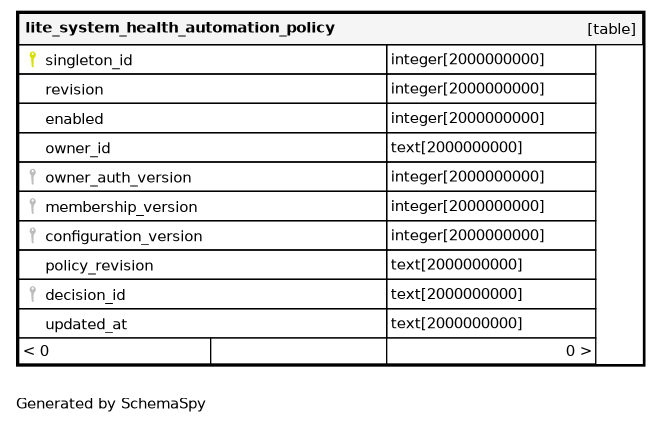 lite_system_health_automation_policy [table]
singleton_id integer[2000000000]
revision integer[2000000000]
enabled integer[2000000000]
owner_id text[2000000000]
owner_auth_version integer[2000000000]
membership_version integer[2000000000]
configuration_version integer[2000000000]
policy_revision text[2000000000]
decision_id text[2000000000]
updated_at text[2000000000]
< 0 0 >
Generated by SchemaSpy